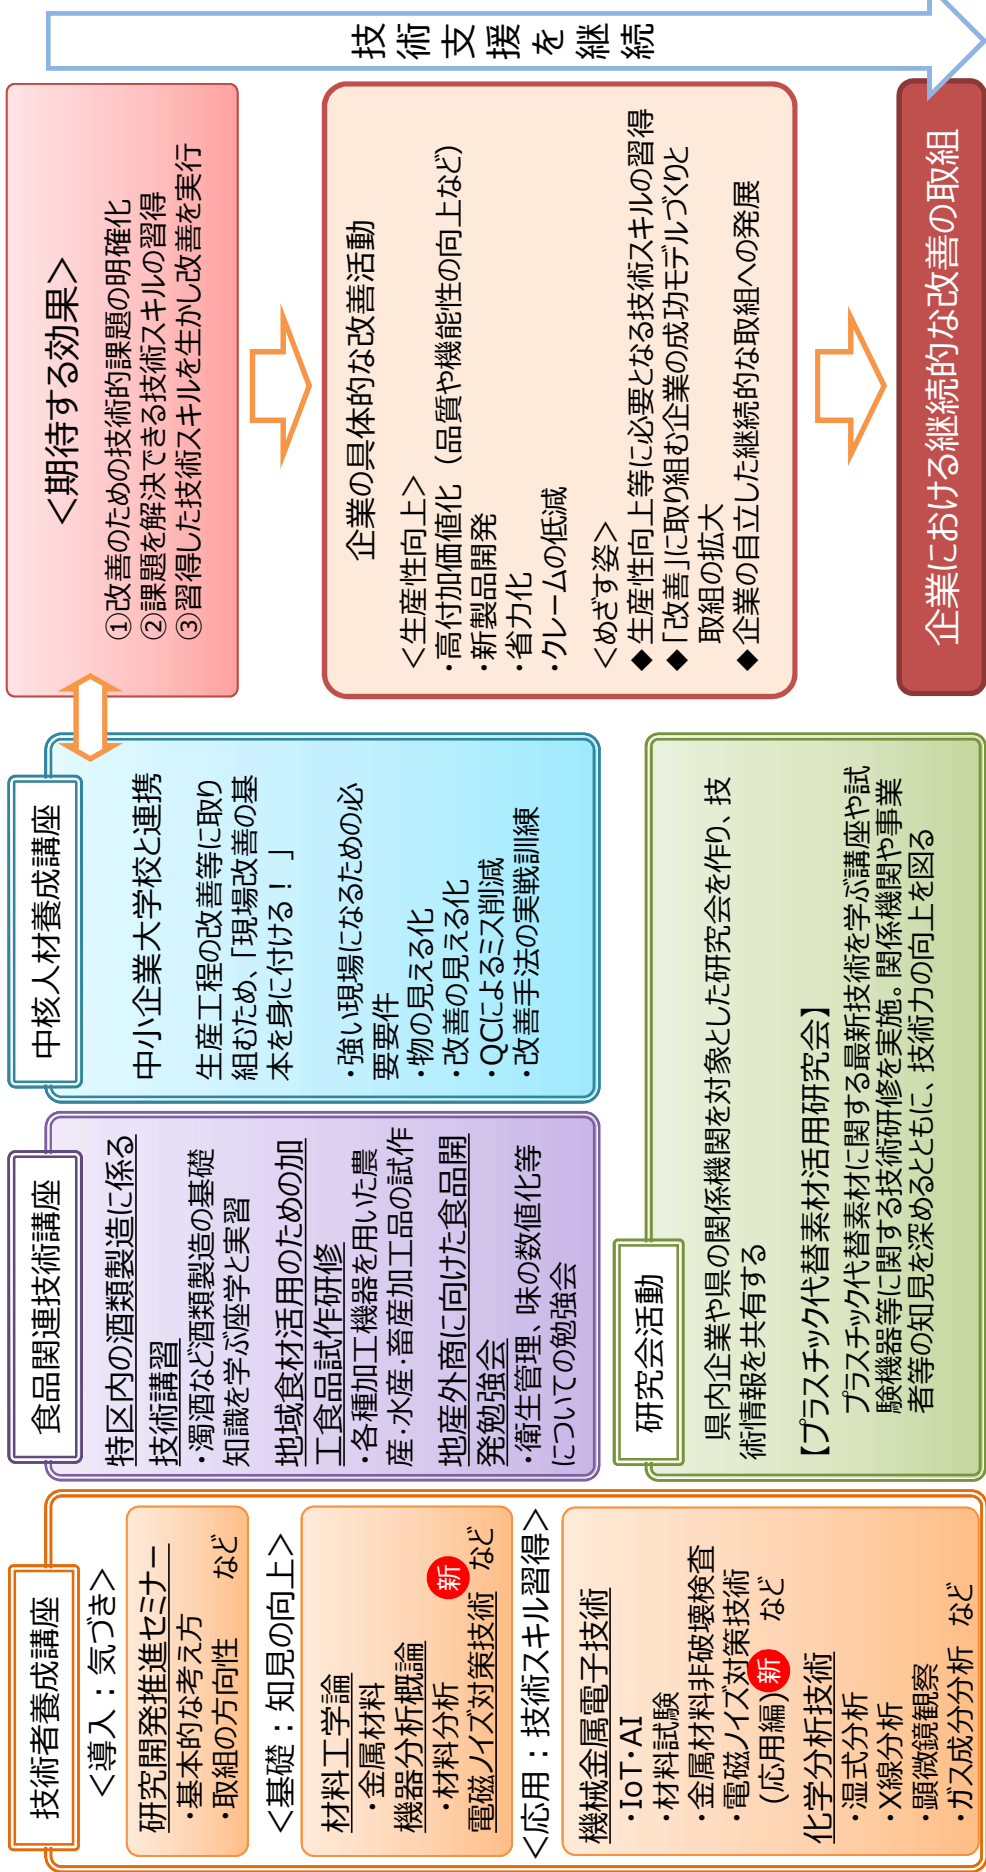 技術者養成講座
＜導入：気づき＞
研究開発推進セミナー
・基本的な考え方
・取組の方向性　など
＜基礎：知見の向上＞
材料工学論
・金属材料
機器分析概論
・材料分析
新
電磁ノイズ対策技術　など
＜応用：技術スキル習得＞
機械金属電子技術
・IoT・AI
・材料試験
・金属材料非破壊検査
・電磁ノイズ対策技術
(応用編)
新
など
化学分析技術
・湿式分析
・X線分析
・顕微鏡観察
・ガス成分分析　など
食品関連技術講座
特区内の酒類製造に係る
技術講習
・濁酒など酒類製造の基礎
知識を学ぶ座学と実習
地域食材活用のための加
工食品試作研修
・各種加工機器を用いた農
産・水産・畜産加工品の試作
地産外商に向けた食品開
発勉強会
・衛生管理、味の数値化等
についての勉強会
中核人材養成講座
中小企業大学校と連携
生産工程の改善等に取り
組むため、「現場改善の基
本を身に付ける！」
・強い現場になるための必
要要件
・物の見える化
・改善の見える化
・QCによるミス削減
・改善手法の実戦訓練
研究会活動
県内企業や県の関係機関を対象とした研究会を作り、技
術情報を共有する
【プラスチック代替素材活用研究会】
プラスチック代替素材に関する最新技術を学ぶ講座や試
験機器等に関する技術研修を実施。関係機関や事業
者等の知見を深めるとともに、技術力の向上を図る
＜期待する効果＞
①改善のための技術的課題の明確化
②課題を解決できる技術スキルの習得
③習得した技術スキルを生かし改善を実行
企業の具体的な改善活動
＜生産性向上＞
・高付加価値化（品質や機能性の向上など）
・新製品開発
・省力化
・クレームの低減
＜めざす姿＞
◆生産性向上等に必要となる技術スキルの習得
◆「改善」に取り組む企業の成功モデルづくりと
取組の拡大
◆企業の自立した継続的な取組への発展
企業における継続的な改善の取組
技術支援を継続